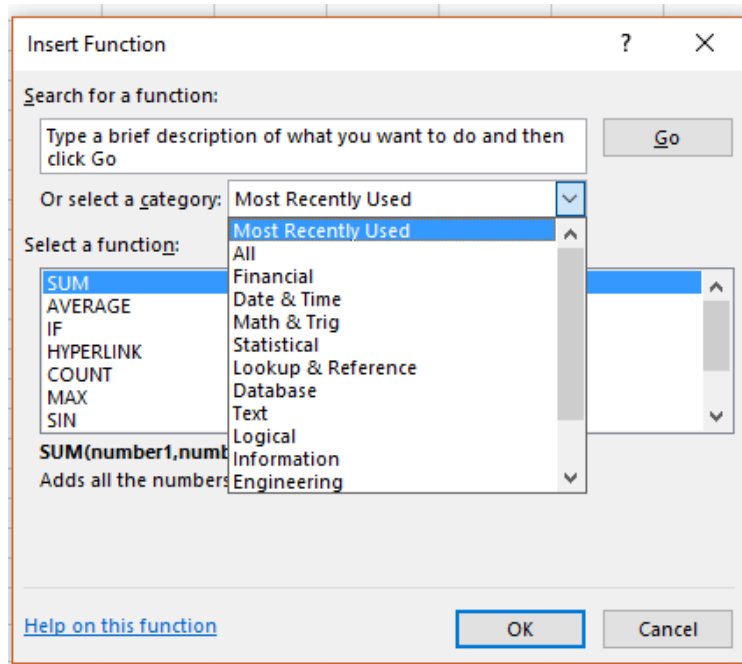 Insert Function
?
Search for a function:
Type a brief description of what you want to do and then
click Go
Go
Or select a category:
Most Recently Used
Most Recently Used
All
Financial
Date & Time
Math & Trig
Statistical
Lookup & Reference
Database
Text
Logical
Information
Engineering
Select a function:
SUM
AVERAGE
IF
HYPERLINK
COUNT
MAX
SIN
SUM(number1,numb
Adds all the numbers
Help on this function
OK
Cancel